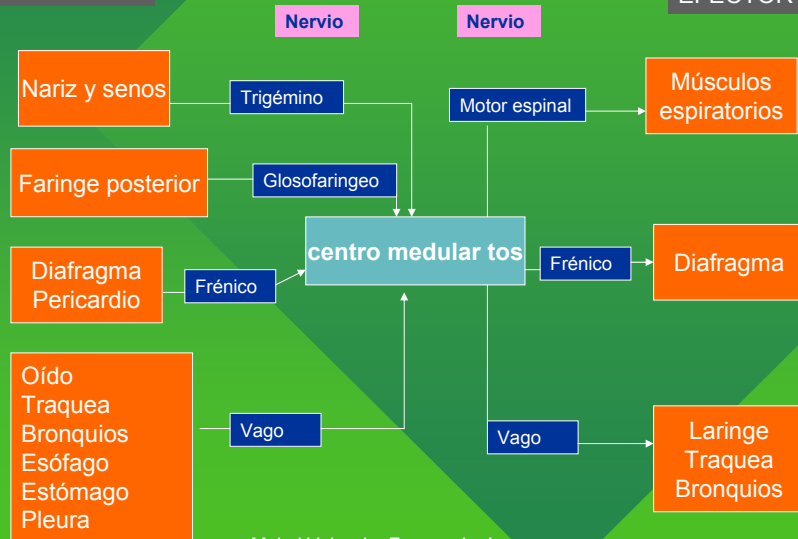 EFECTOR
Nervio
Nervio
Nariz y senos
Trigémino
Motor espinal
Músculos
espiratorios
Faringe posterior
Glosofaringeo
centro medular tos
Diafragma
Pericardio
Frénico
Frénico
Diafragma
Oído
Traquea
Bronquios
Esófago
Estómago
Pleura
Vago
Vago
Laringe
Traquea
Bronquios